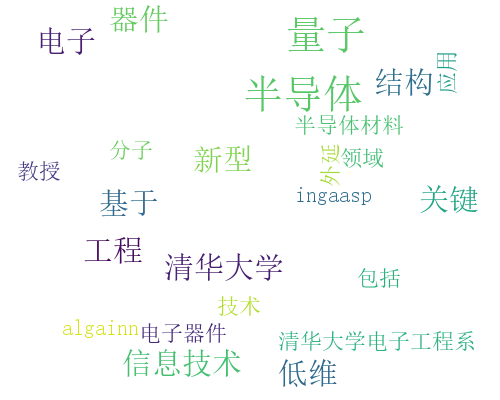 器件
量子
电子
应用
结构
半导体
半导体材料
分子
新型
外延
领域
教授
基于
ingaasp
关键
工程
清华大学
包括
技术
algainn
电子器件
清华大学电子工程系
信息技术
低维